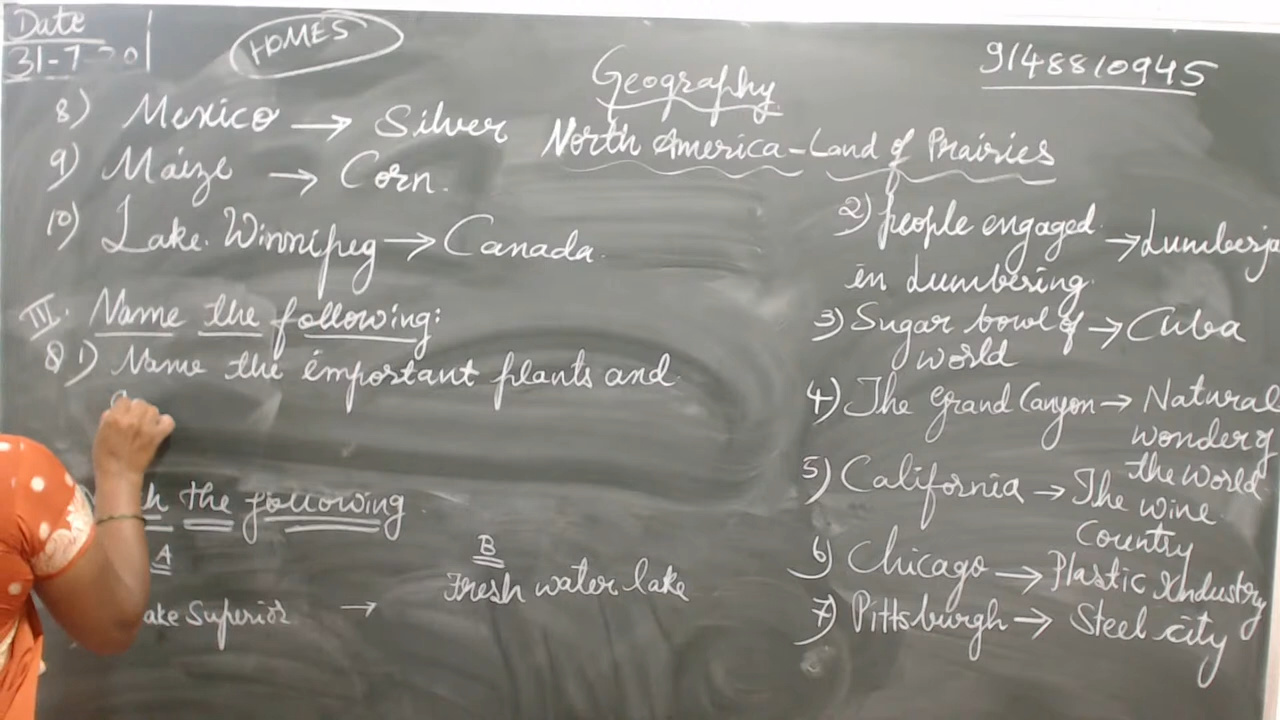 Date
31-7-20
HOMES
9148810945
Geography
North America-Land of Prairies
8) Mexico → Silver
9) Maize → Corn.
10) Lake Winnipeg → Canada.
III. Name the following:
Q 1) Name the important plants and
the following
A
B
ake Superior → Fresh water lake
2) people engaged
in Lumbering. → Lumberja
3) Sugar bowl of
world → Cuba
4) The Grand Canyon → Natural
wonder of
the world
5) California → The wine
Country
6) Chicago → Plastic Industry
7) Pittsburgh → Steel city